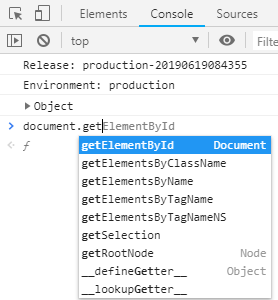 Elements Console Sources
top Filter
Release: production-20190619084355
Environment: production
Object
document.getElementById
f
getElementById Document
getElementsByClassName
getElementsByName
getElementsByTagName
getElementsByTagNameNS
getSelection
getRootNode Node
__defineGetter__ Object
__lookupGetter__